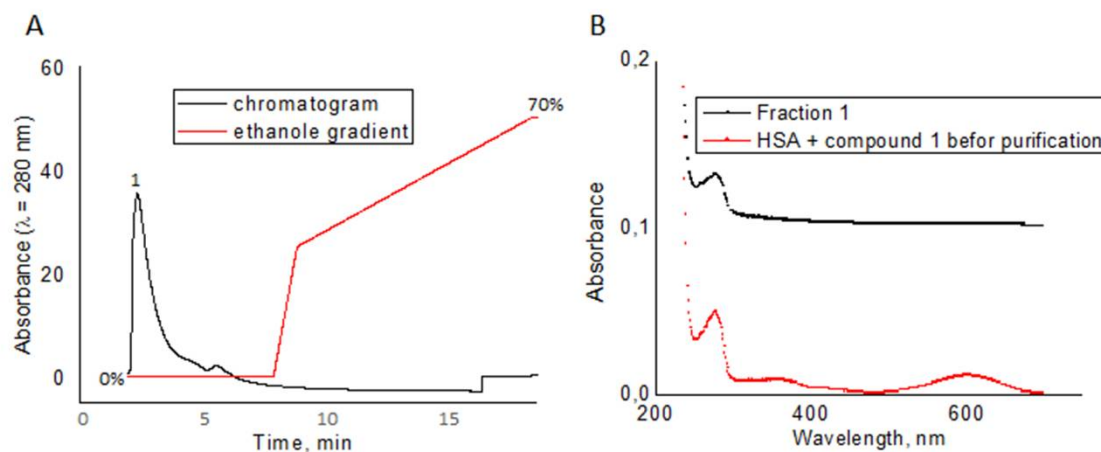 A
60
40
20
0
Absorbance (λ = 280 nm)
chromatogram
ethanole gradient
1
0%
70%
0
5
10
15
Time, min
B
0,2
0,1
0,0
Absorbance
Fraction 1
HSA + compound 1 befor purification
200
400
600
Wavelength, nm